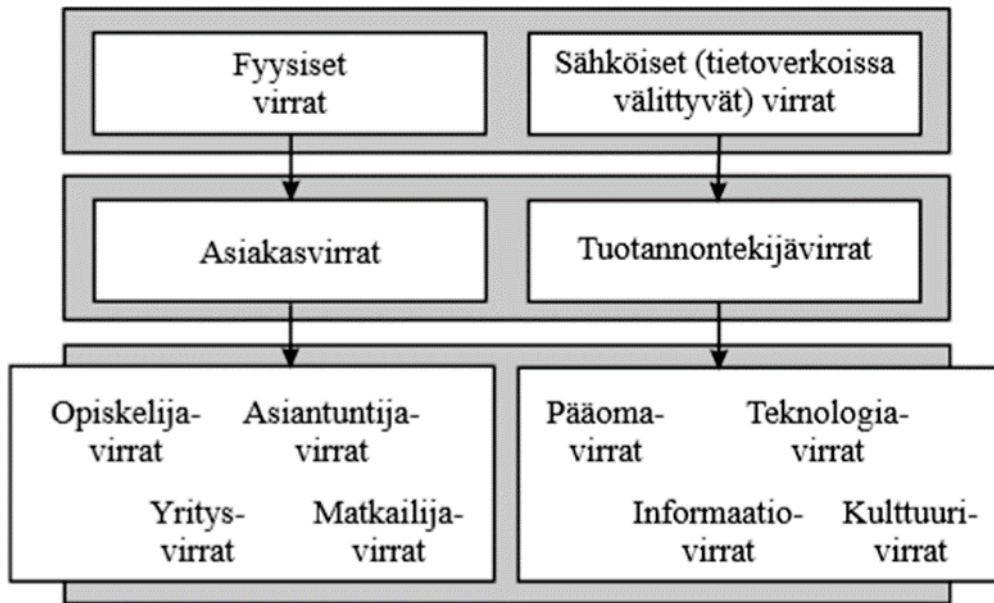 Fyysiset
virrat
Sähköiset (tietoverkoissa
välittyvät) virrat
Asiakasvirrat
Tuotannontekijävirrat
Opiskelija-
virrat
Asiantuntija-
virrat
Yritys-
virrat
Matkailija-
virrat
Pääoma-
virrat
Teknologia-
virrat
Informaatio-
virrat
Kulttuuri-
virrat